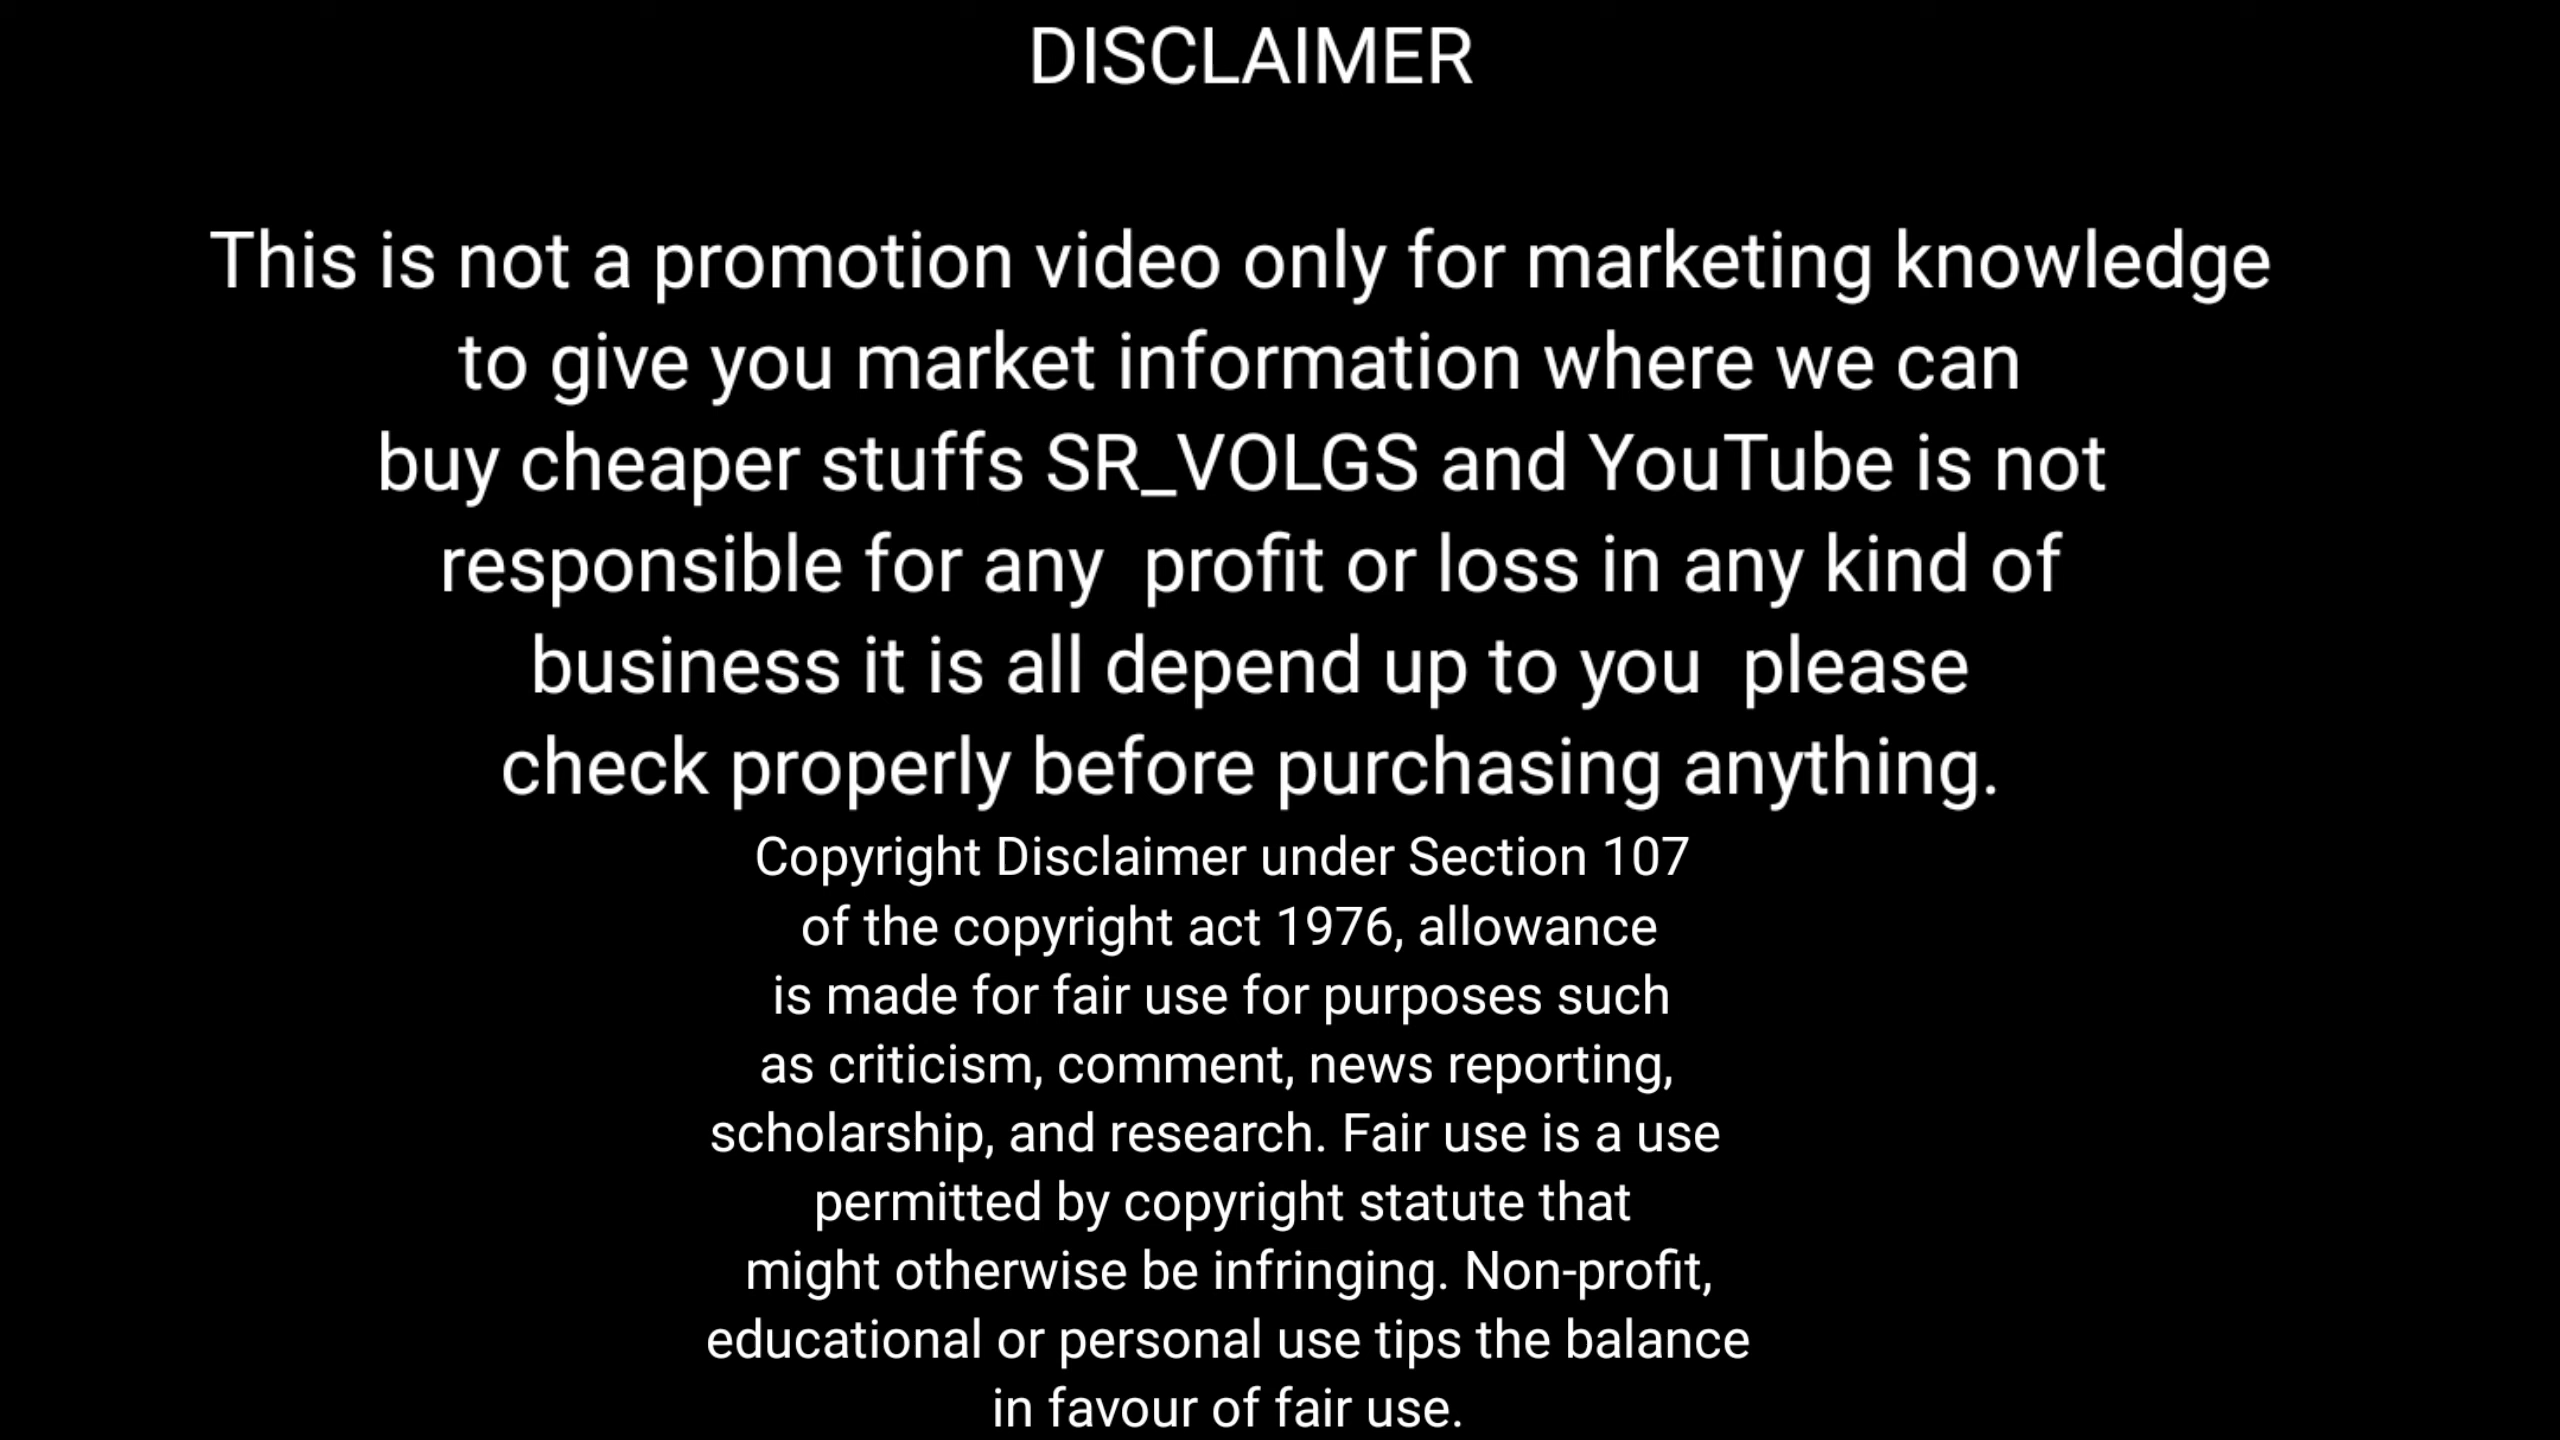 DISCLAIMER
This is not a promotion video only for marketing knowledge
to give you market information where we can
buy cheaper stuffs SR_VOLGS and YouTube is not
responsible for any  profit or loss in any kind of
business it is all depend up to you  please
check properly before purchasing anything.
Copyright Disclaimer under Section 107
of the copyright act 1976, allowance
is made for fair use for purposes such
as criticism, comment, news reporting,
scholarship, and research. Fair use is a use
permitted by copyright statute that
might otherwise be infringing. Non-profit,
educational or personal use tips the balance
in favour of fair use.